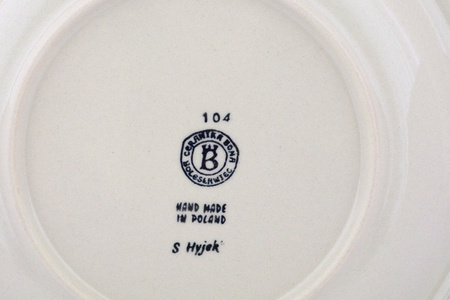 104
CERAMIKA BONA
BOLESŁAWIEC
B
HAND MADE
IN POLAND
S Hyjek